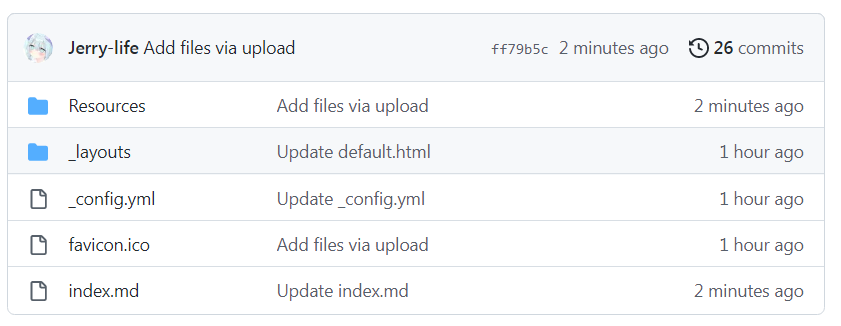 Jerry-life Add files via upload ff79b5c 2 minutes ago 26 commits
Resources Add files via upload 2 minutes ago
_layouts Update default.html 1 hour ago
_config.yml Update _config.yml 1 hour ago
favicon.ico Add files via upload 1 hour ago
index.md Update index.md 2 minutes ago